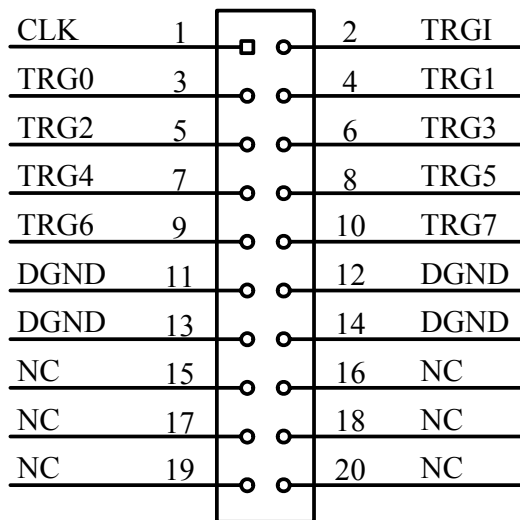 CLK 1 2 TRGI
TRG0 3 4 TRG1
TRG2 5 6 TRG3
TRG4 7 8 TRG5
TRG6 9 10 TRG7
DGND 11 12 DGND
DGND 13 14 DGND
NC 15 16 NC
NC 17 18 NC
NC 19 20 NC